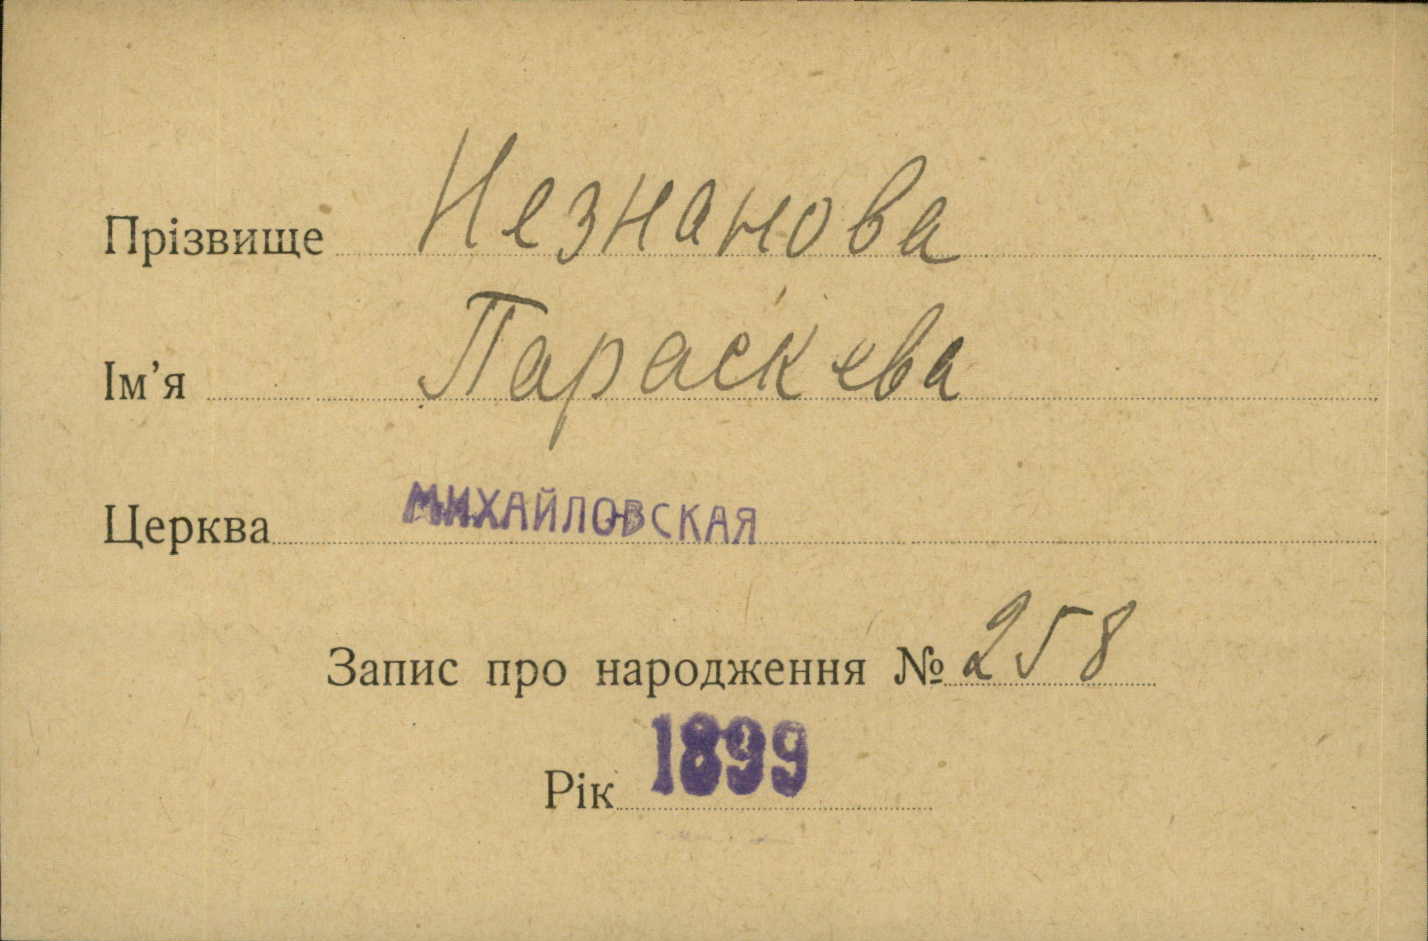 Прізвище Незнанова
Ім’я Параскева
Церква МИХАЙЛОВСКАЯ
Запис про народження № 258
Рік 1899